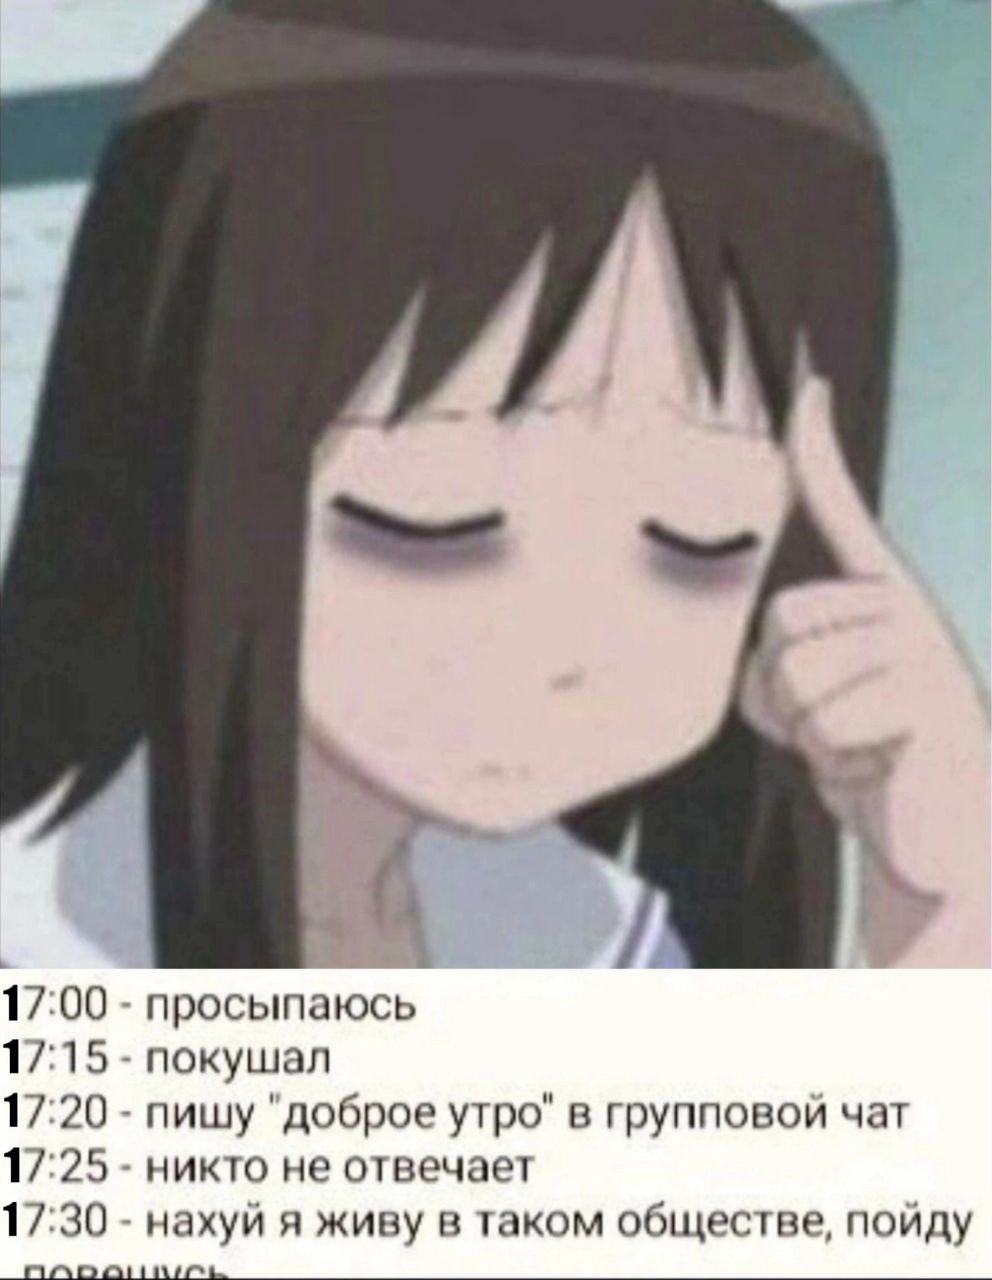 17:00 - просыпаюсь
17:15 - покушал
17:20 - пишу "доброе утро" в групповой чат
17:25 - никто не отвечает
17:30 - нахуй я живу в таком обществе, пойду
повешусь